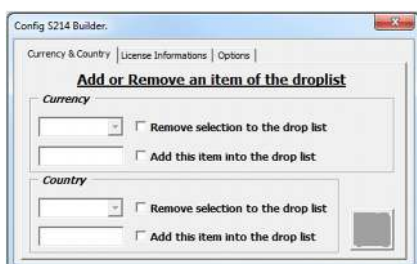 Config S214 Builder.
Currency & Country License Informations Options
Add or Remove an item of the droplist
Currency
Remove selection to the drop list
Add this item into the drop list
Country
Remove selection to the drop list
Add this item into the drop list